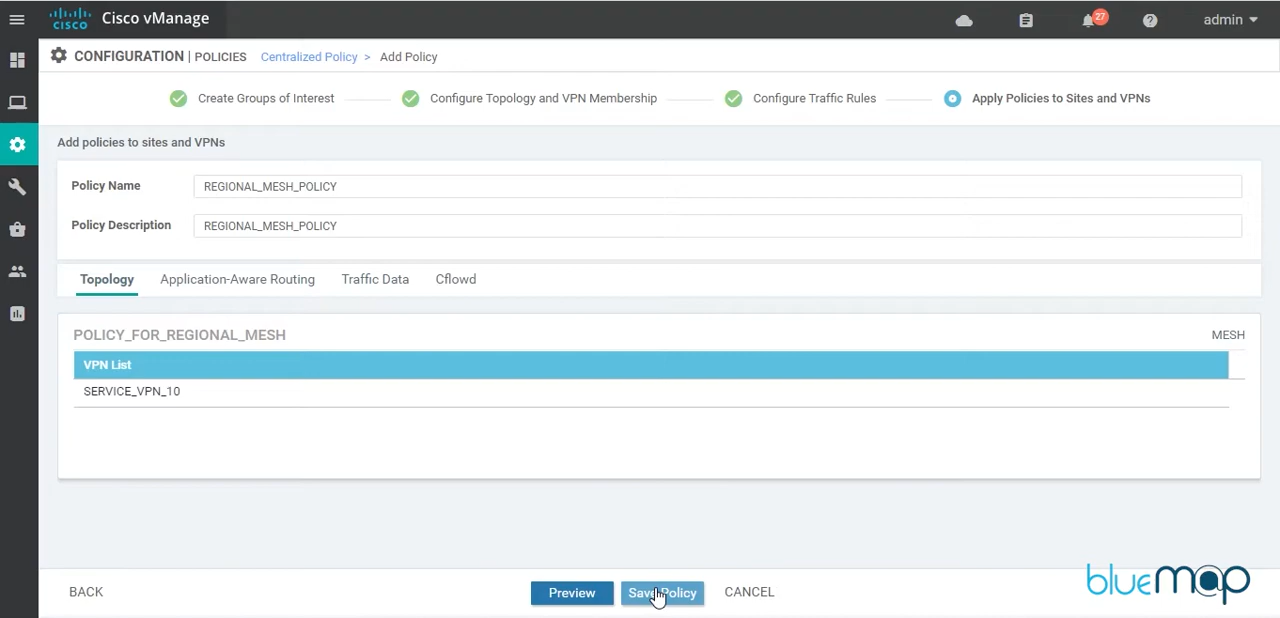 cisco Cisco vManage 27 admin
CONFIGURATION | POLICIES Centralized Policy > Add Policy
Create Groups of Interest Configure Topology and VPN Membership Configure Traffic Rules Apply Policies to Sites and VPNs
Add policies to sites and VPNs
Policy Name REGIONAL_MESH_POLICY
Policy Description REGIONAL_MESH_POLICY
Topology Application-Aware Routing Traffic Data Cflowd
POLICY_FOR_REGIONAL_MESH MESH
VPN List
SERVICE_VPN_10
BACK Preview Save Policy CANCEL
bluemap